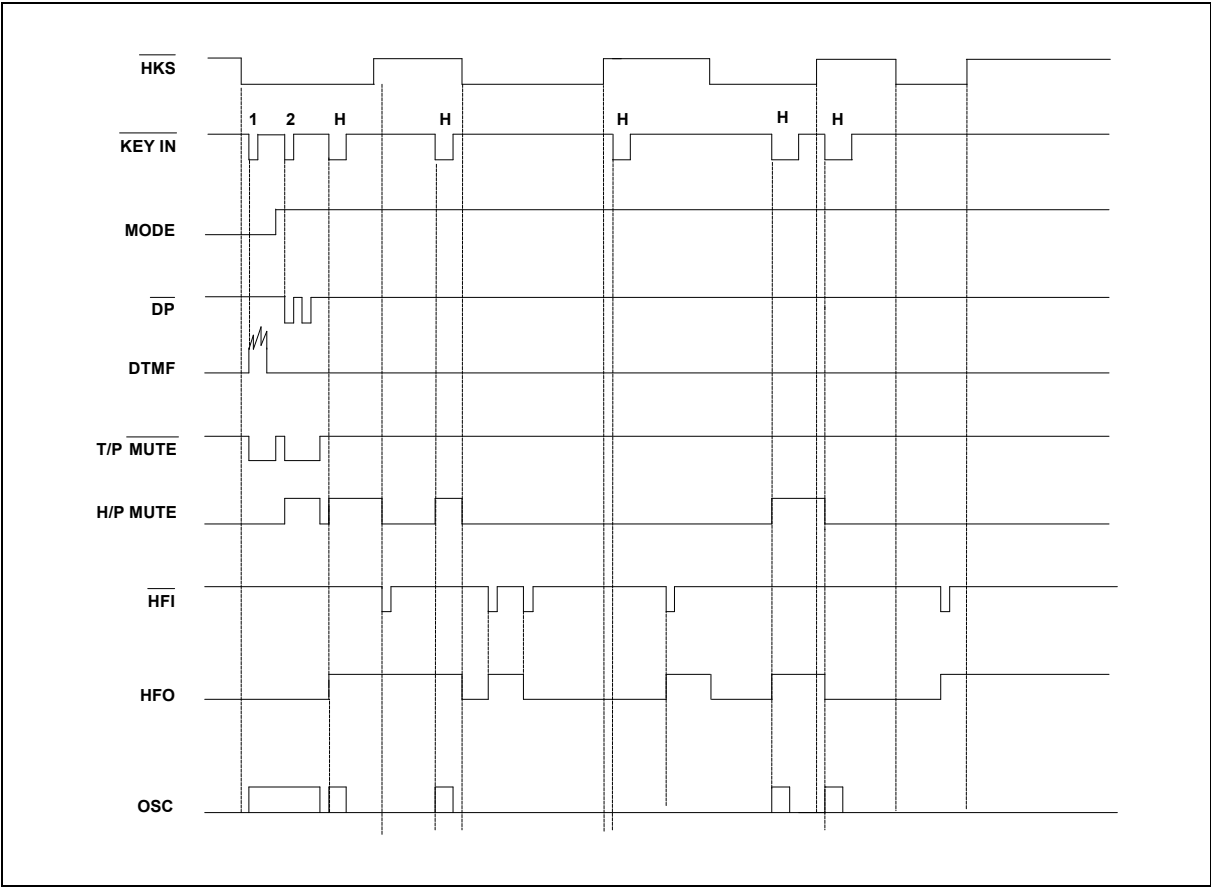 HKS
1 2 H H H H H
KEY IN
MODE
DP
DTMF
T/P MUTE
H/P MUTE
HFI
HFO
OSC